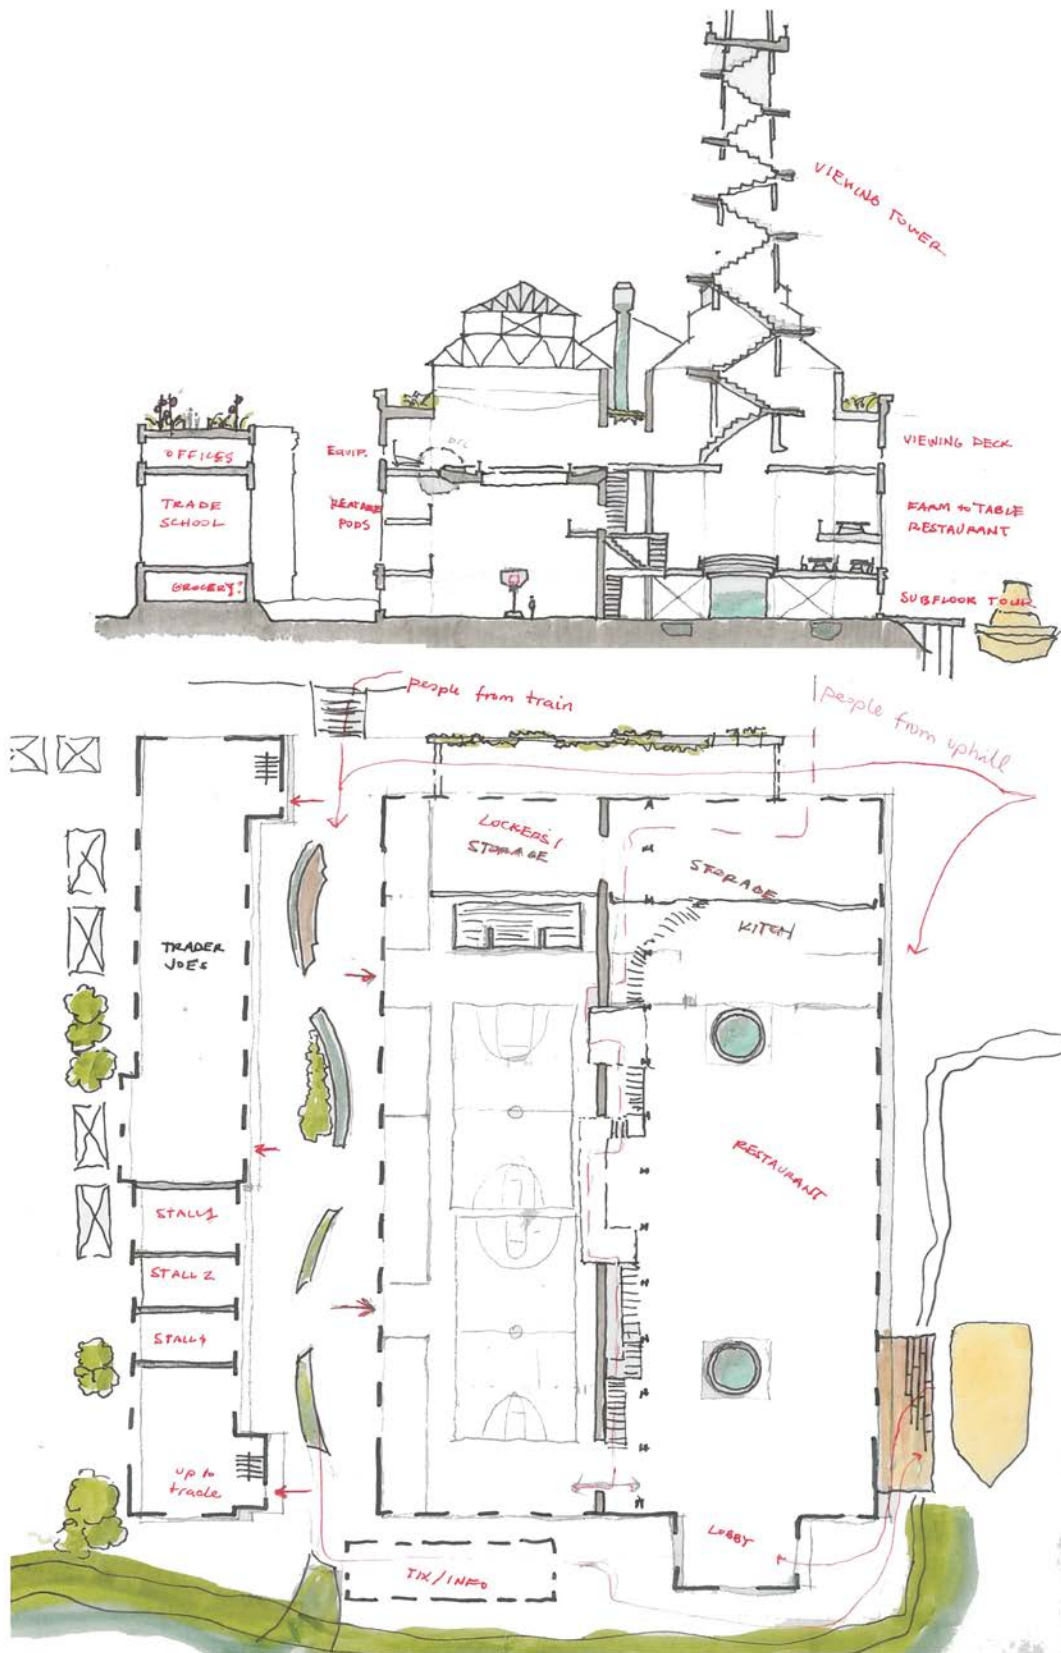 VIEWING TOWER
OFFICES
EQUIP.
VIEWING DECK
TRADE
SCHOOL
PODS
FARM to TABLE
RESTAURANT
GROCERY?
SUBFLOOR TOUR
people from train
people from uphill
LOCKERS/
STORAGE
STORAGE
KITCH
TRADER
JOES
RESTAURANT
STALL 1
STALL 2
STALL 4
up to
trade
LOBBY
TIX/INFO